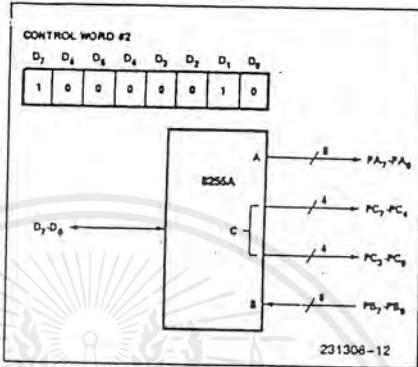 CONTROL WORD #2
D7 D6 D5 D4 D3 D2 D1 D0
1 0 0 0 0 0 1 0
A 8 PA7-PA0
8255A
4 PC7-PC4
C
D7-D0
4 PC3-PC0
B 8 PB7-PB0
231306-12